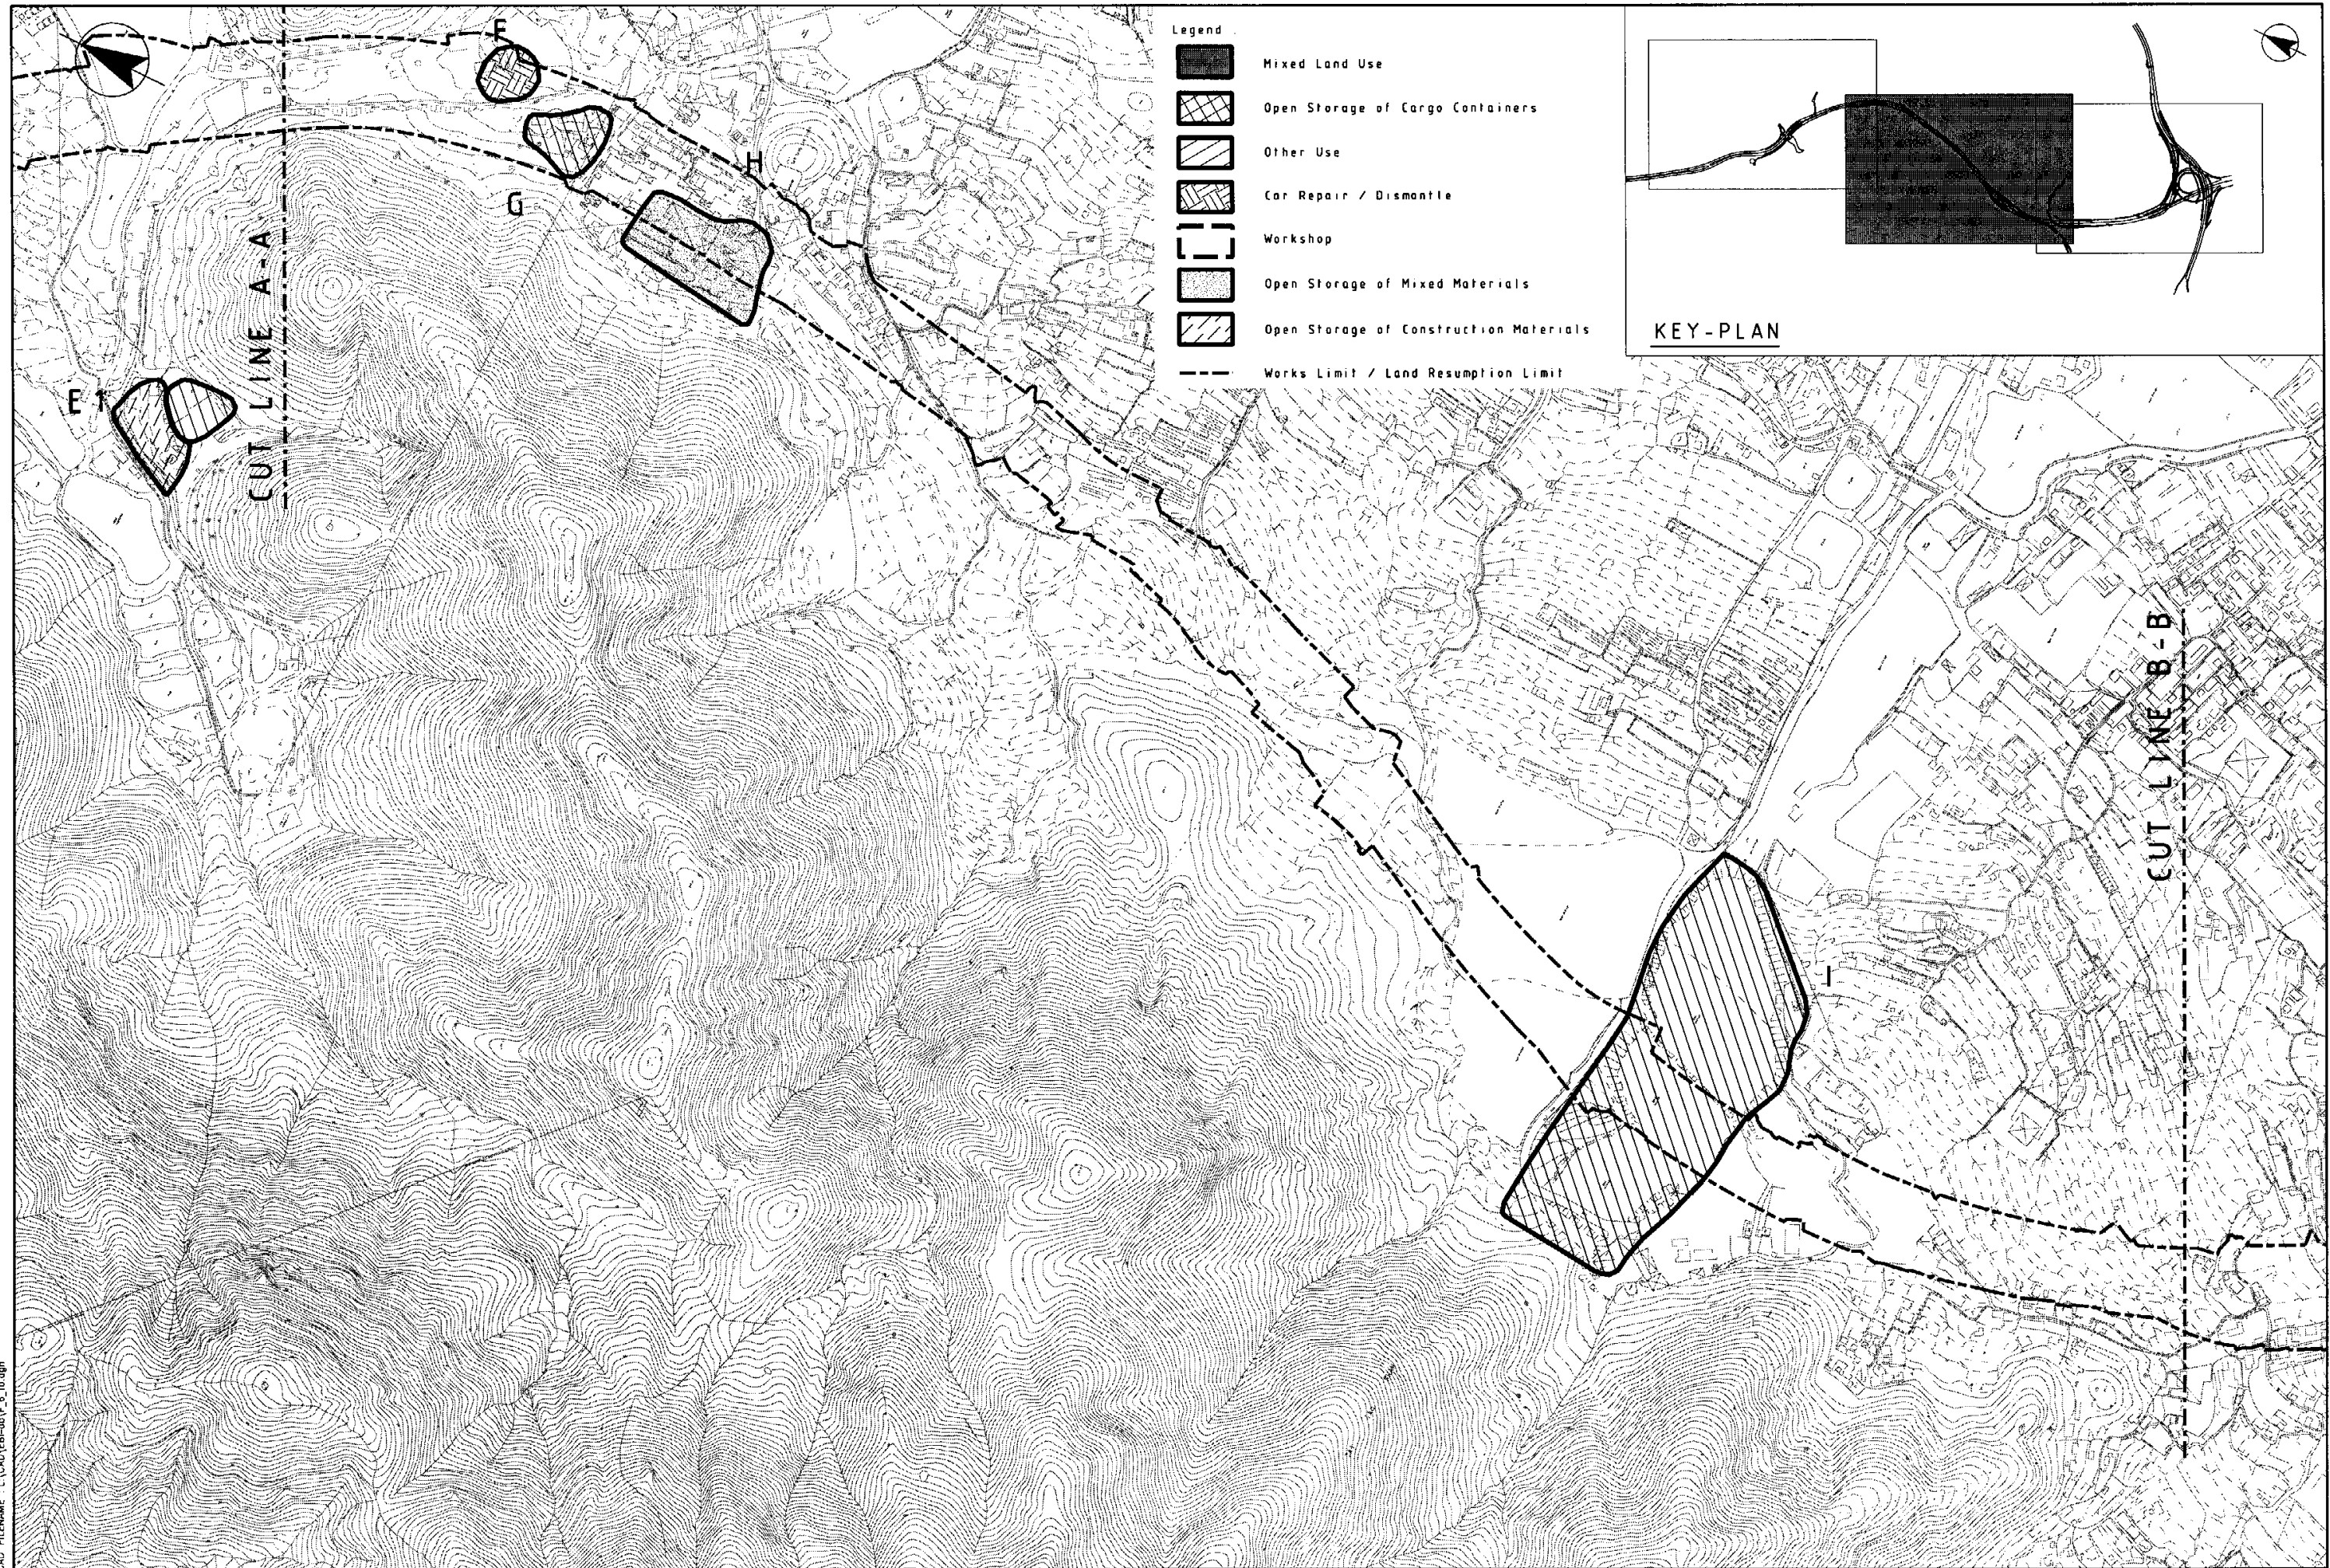 Legend
Mixed Land Use
Open Storage of Cargo Containers
Other Use
Car Repair / Dismantle
Workshop
Open Storage of Mixed Materials
Open Storage of Construction Materials
Works Limit / Land Resumption Limit
KEY-PLAN
F
G
H
E1
I
CUT LINE A-A
CUT LINE B-B